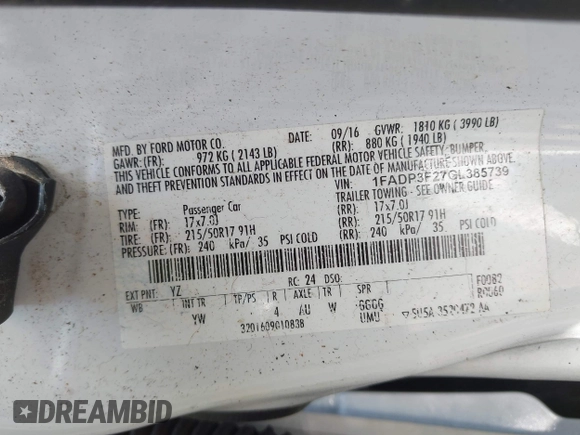 MFD. BY FORD MOTOR CO.
DATE: 09/16 GVWR: 1810 KG ( 3990 LB)
GAWR:(FR): 972 KG ( 2143 LB) (RR): 880 KG ( 1940 LB)
THIS VEHICLE CONFORMS TO ALL APPLICABLE FEDERAL MOTOR VEHICLE SAFETY, BUMPER,
THEFT PREVENTION STANDARDS IN EFFECT ON THE DATE OF MANUFACTURE SHOWN ABOVE.
VIN: 1FADP3F27GL385739
TYPE: Passenger Car TRAILER TOWING - SEE OWNER GUIDE
RIM: (FR): 17x7.0J (RR): 17x7.0J
TIRE: (FR): 215/50R17 91H (RR): 215/50R17 91H
PRESSURE: (FR): 240 kPa/ 35 PSI COLD (RR): 240 kPa/ 35 PSI COLD
EXT PNT: YZ RC: 24 DSO: F0082
WB INT TR TP/PS R AXLE TR SPR R0560
YW 4 AU W GGGG
3201609010838 UMU
DREAMBID